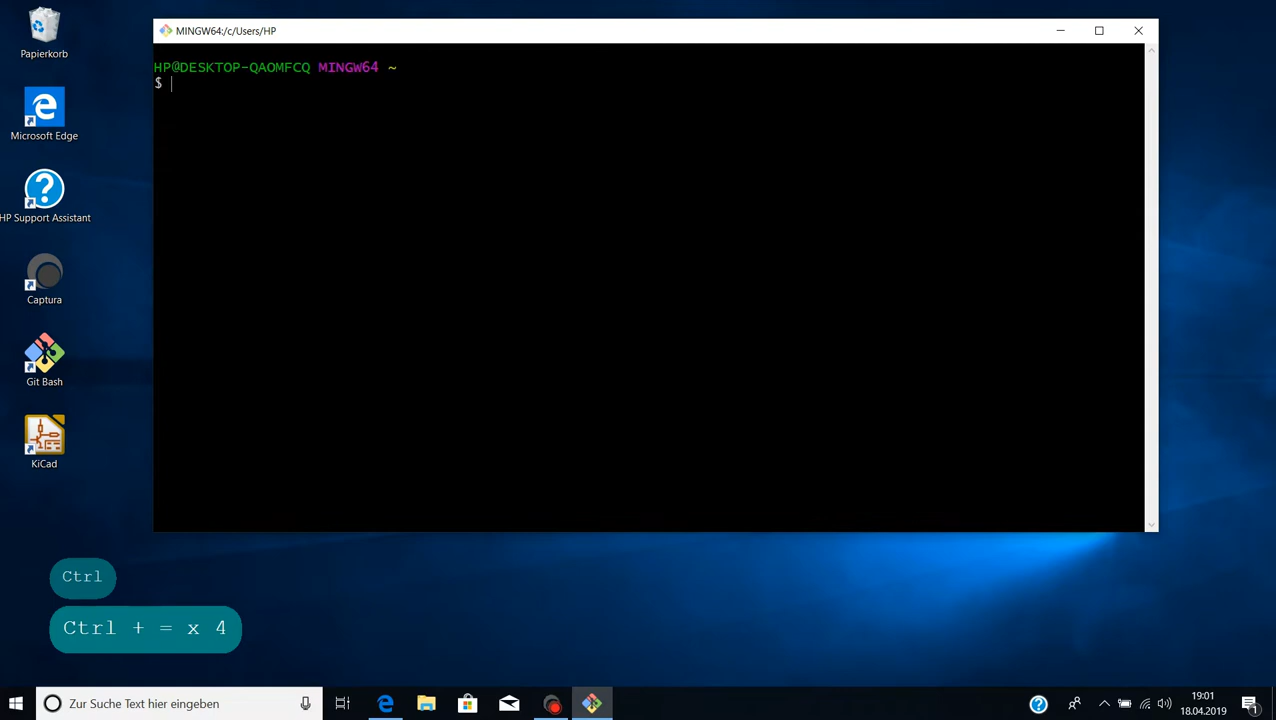 Papierkorb
Microsoft Edge
HP Support Assistant
Captura
Git Bash
KiCad
MINGW64:/c/Users/HP
HP@DESKTOP-QAOMFCQ MINGW64 ~
$
Ctrl
Ctrl + = x 4
Zur Suche Text hier eingeben
19:01
18.04.2019
1